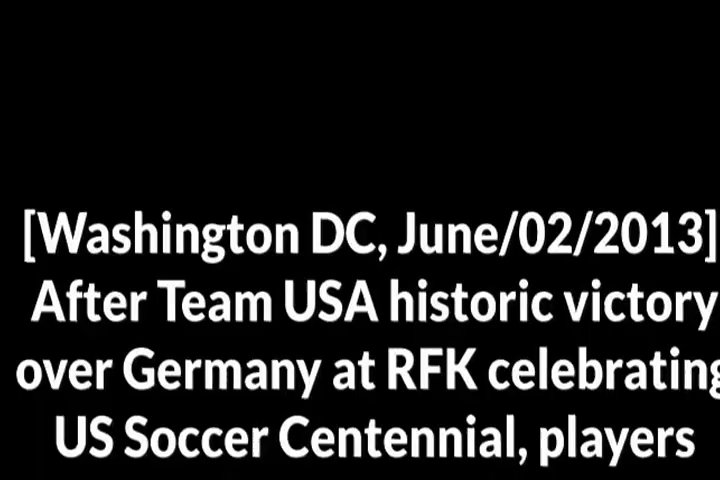 [Washington DC, June/02/2013]
After Team USA historic victory
over Germany at RFK celebrating
US Soccer Centennial, players